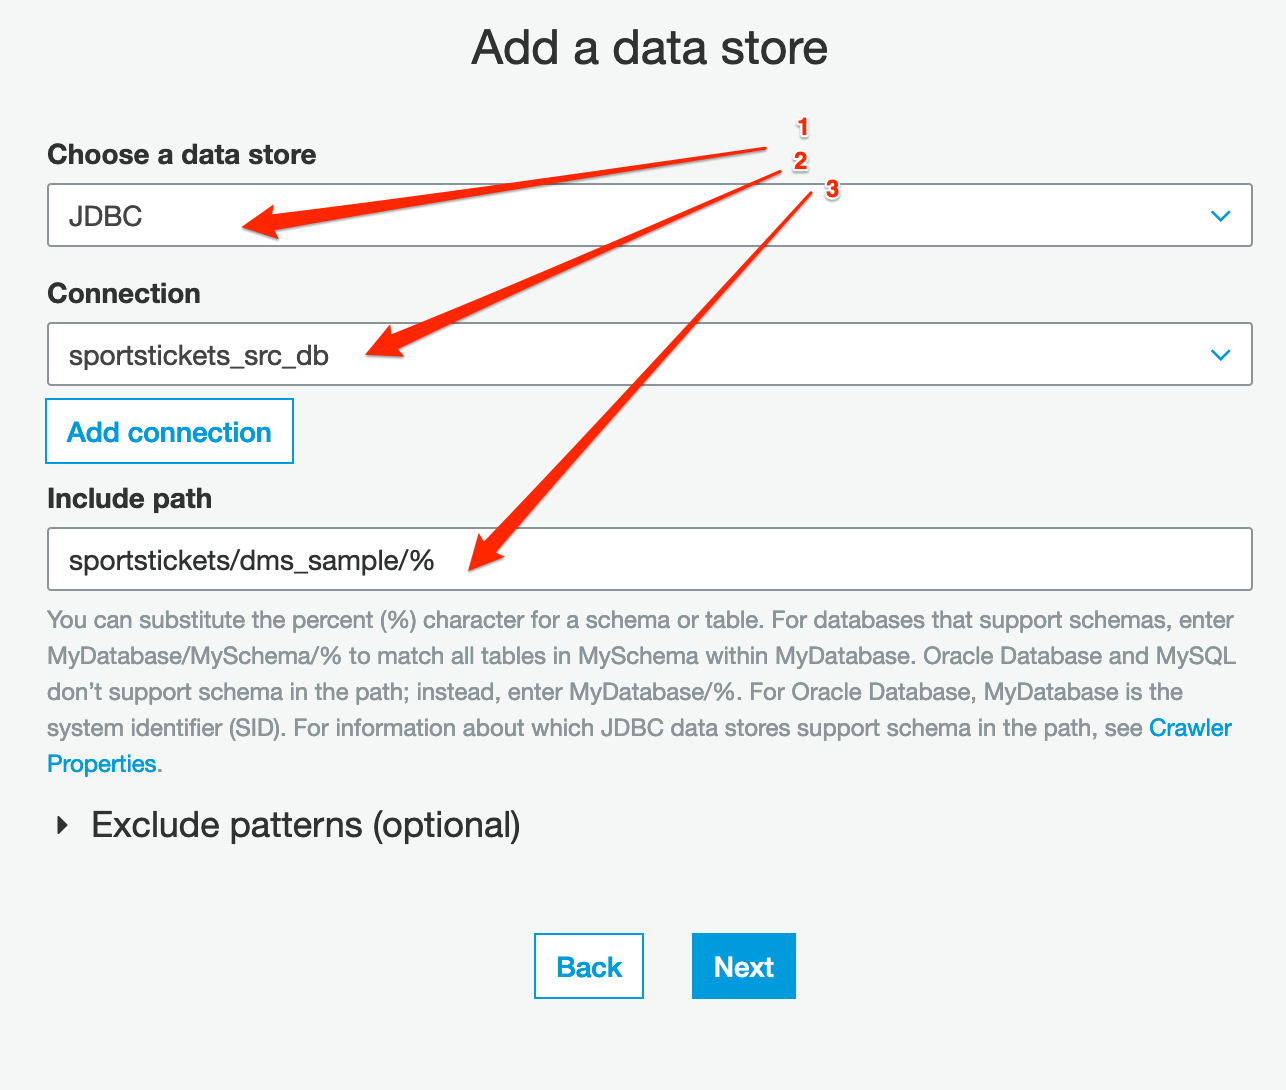 Add a data store
1
Choose a data store
2
3
JDBC
Connection
sportstickets_src_db
Add connection
Include path
sportstickets/dms_sample/%
You can substitute the percent (%) character for a schema or table. For databases that support schemas, enter
MyDatabase/MySchema/% to match all tables in MySchema within MyDatabase. Oracle Database and MySQL
don’t support schema in the path; instead, enter MyDatabase/%. For Oracle Database, MyDatabase is the
system identifier (SID). For information about which JDBC data stores support schema in the path, see Crawler
Properties.
Exclude patterns (optional)
Back
Next